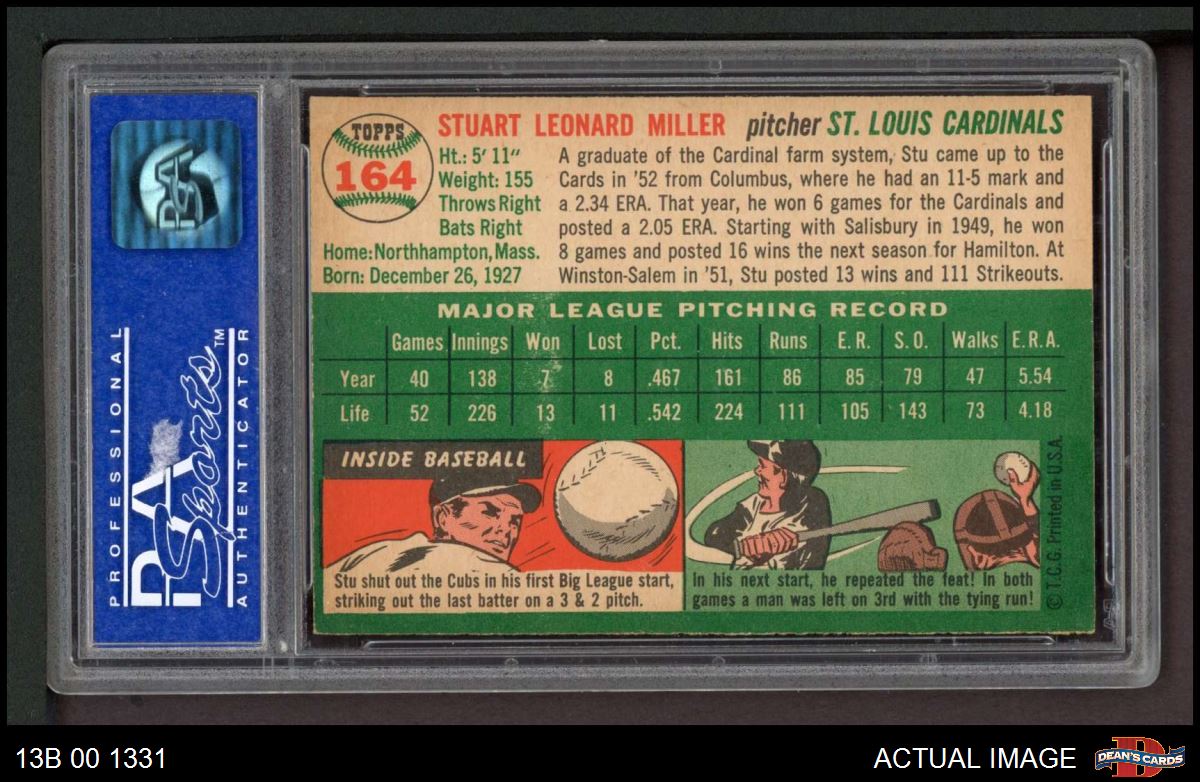 PSA
PROFESSIONAL
PSA Sports™
AUTHENTICATOR
TOPPS
164
STUART LEONARD MILLER pitcher ST. LOUIS CARDINALS
Ht.: 5' 11"
Weight: 155
Throws Right
Bats Right
Home: Northhampton, Mass.
Born: December 26, 1927
A graduate of the Cardinal farm system, Stu came up to the
Cards in '52 from Columbus, where he had an 11-5 mark and
a 2.34 ERA. That year, he won 6 games for the Cardinals and
posted a 2.05 ERA. Starting with Salisbury in 1949, he won
8 games and posted 16 wins the next season for Hamilton. At
Winston-Salem in '51, Stu posted 13 wins and 111 Strikeouts.
MAJOR LEAGUE PITCHING RECORD
Games Innings Won Lost Pct. Hits Runs E.R. S.O. Walks E.R.A.
Year 40 138 7 8 .467 161 86 85 79 47 5.54
Life 52 226 13 11 .542 224 111 105 143 73 4.18
INSIDE BASEBALL
Stu shut out the Cubs in his first Big League start,
striking out the last batter on a 3 & 2 pitch.
In his next start, he repeated the feat! In both
games a man was left on 3rd with the tying run!
© T.C.G. Printed in U.S.A.
13B 00 1331
ACTUAL IMAGE
D
DEAN'S CARDS